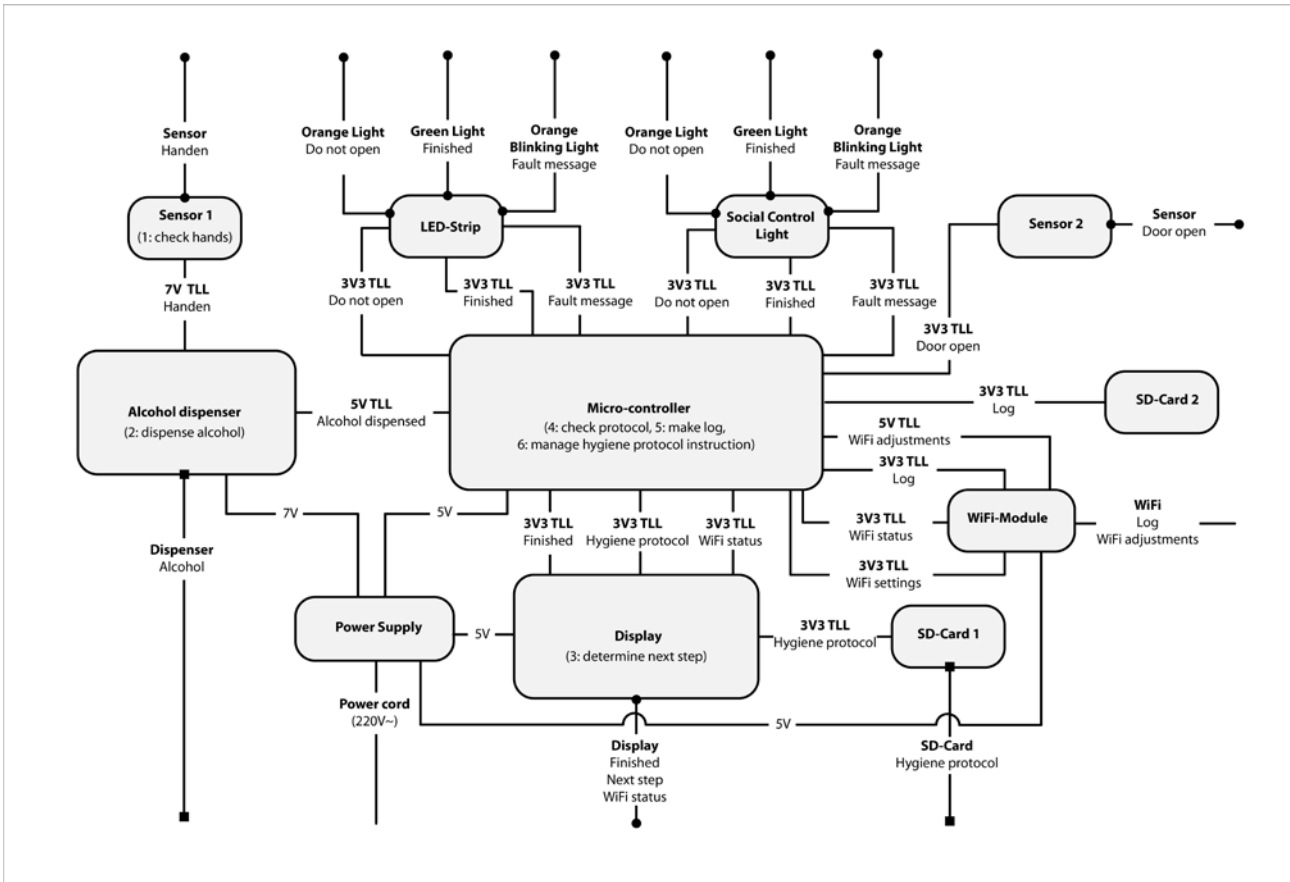 Sensor
Handen
Orange Light
Do not open
Green Light
Finished
Orange
Blinking Light
Fault message
Orange Light
Do not open
Green Light
Finished
Orange
Blinking Light
Fault message
Sensor 1
(1: check hands)
LED-Strip
Social Control
Light
Sensor 2
Sensor
Door open
7V TLL
Handen
3V3 TLL
Do not open
3V3 TLL
Finished
3V3 TLL
Fault message
3V3 TLL
Do not open
3V3 TLL
Finished
3V3 TLL
Fault message
3V3 TLL
Door open
Alcohol dispenser
(2: dispense alcohol)
5V TLL
Alcohol dispensed
Micro-controller
(4: check protocol, 5: make log,
6: manage hygiene protocol instruction)
3V3 TLL
Log
SD-Card 2
5V TLL
WiFi adjustments
3V3 TLL
Log
7V
5V
3V3 TLL
Finished
3V3 TLL
Hygiene protocol
3V3 TLL
WiFi status
3V3 TLL
WiFi status
WiFi-Module
WiFi
Log
WiFi adjustments
Dispenser
Alcohol
3V3 TLL
WiFi settings
Power Supply
5V
Display
(3: determine next step)
3V3 TLL
Hygiene protocol
SD-Card 1
Power cord
(220V~)
5V
Display
Finished
Next step
WiFi status
SD-Card
Hygiene protocol